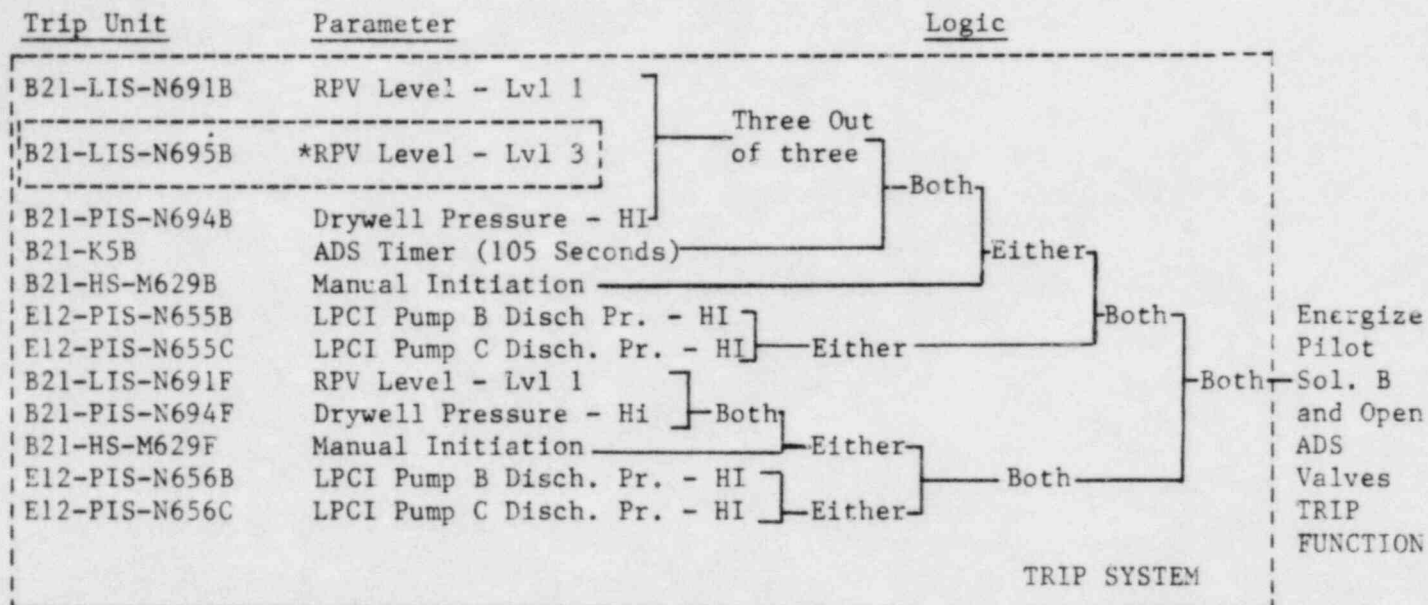 Trip Unit Parameter Logic
B21-LIS-N691B RPV Level - Lvl 1
Three Out
B21-LIS-N695B *RPV Level - Lvl 3 of three
Both
B21-PIS-N694B Drywell Pressure - HI
B21-K5B ADS Timer (105 Seconds) Either
B21-HS-M629B Manual Initiation
E12-PIS-N655B LPCI Pump B Disch Pr. - HI Both Energize
E12-PIS-N655C LPCI Pump C Disch. Pr. - HI Either Pilot
B21-LIS-N691F RPV Level - Lvl 1 Both Sol. B
B21-PIS-N694F Drywell Pressure - Hi Both and Open
B21-HS-M629F Manual Initiation Either ADS
E12-PIS-N656B LPCI Pump B Disch. Pr. - HI Both Valves
E12-PIS-N656C LPCI Pump C Disch. Pr. - HI Either TRIP
FUNCTION
TRIP SYSTEM